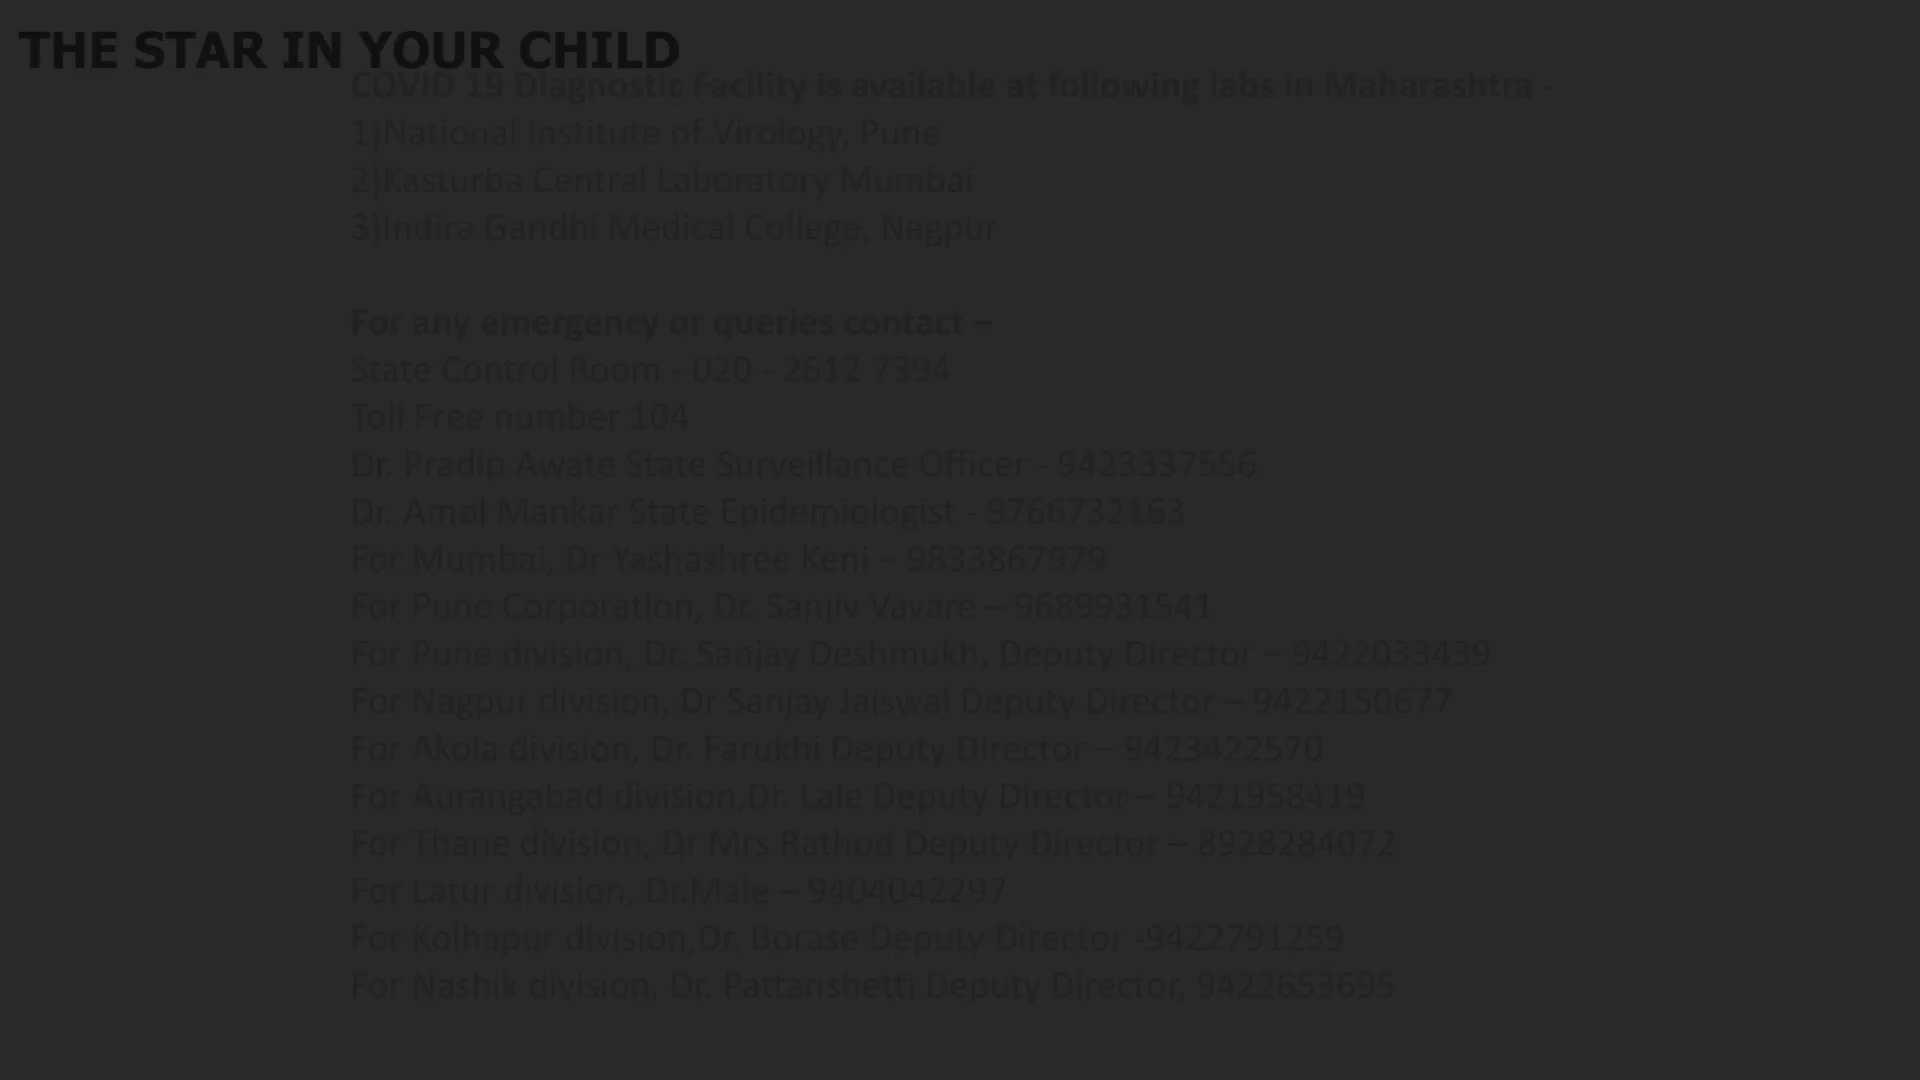 THE STAR IN YOUR CHILD
COVID 19 Diagnostic Facility is available at following labs in Maharashtra -
1)National Institute of Virology, Pune
2)Kasturba Central Laboratory Mumbai
3)Indira Gandhi Medical College, Nagpur
For any emergency or queries contact –
State Control Room - 020 - 2612 7394
Toll Free number 104
Dr. Pradip Awate State Surveillance Officer - 9423337556
Dr. Amol Mankar State Epidemiologist - 9766732163
For Mumbai, Dr Yashashree Keni – 9833867979
For Pune Corporation, Dr. Sanjiv Vavare – 9689931541
For Pune division, Dr. Sanjay Deshmukh, Deputy Director – 9422033439
For Nagpur division, Dr Sanjay Jaiswal Deputy Director – 9422150677
For Akola division, Dr. Farukhi Deputy Director – 9423422570
For Aurangabad division,Dr. Lale Deputy Director – 9421958419
For Thane division, Dr Mrs Rathod Deputy Director – 8928284072
For Latur division, Dr.Male – 9404042297
For Kolhapur division,Dr. Borase Deputy Director -9422791259
For Nashik division, Dr. Pattanshetti Deputy Director, 9422653695